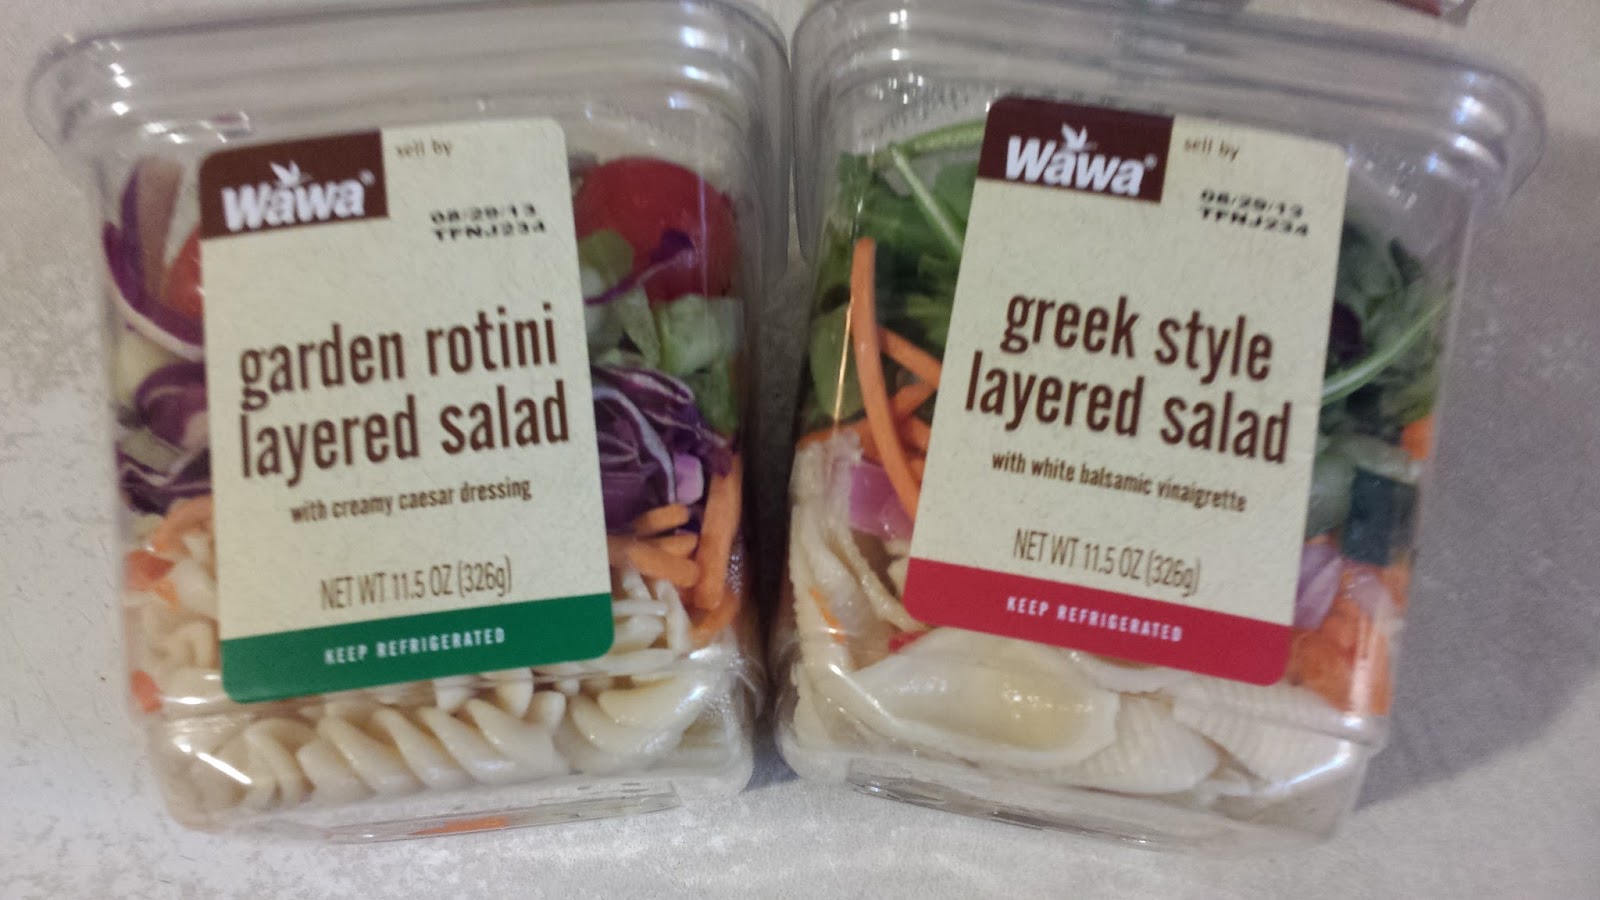 Wawa
sell by
08/29/13
TFNJ234
garden rotini
layered salad
with creamy caesar dressing
NET WT 11.5 OZ (326g)
KEEP REFRIGERATED
Wawa
sell by
08/29/13
TFNJ234
greek style
layered salad
with white balsamic vinaigrette
NET WT 11.5 OZ (326g)
KEEP REFRIGERATED